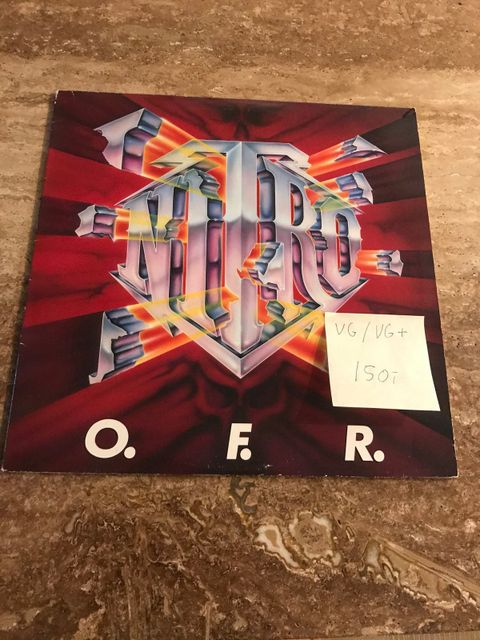 NITRO
VG/VG+
150:-
O. F. R.